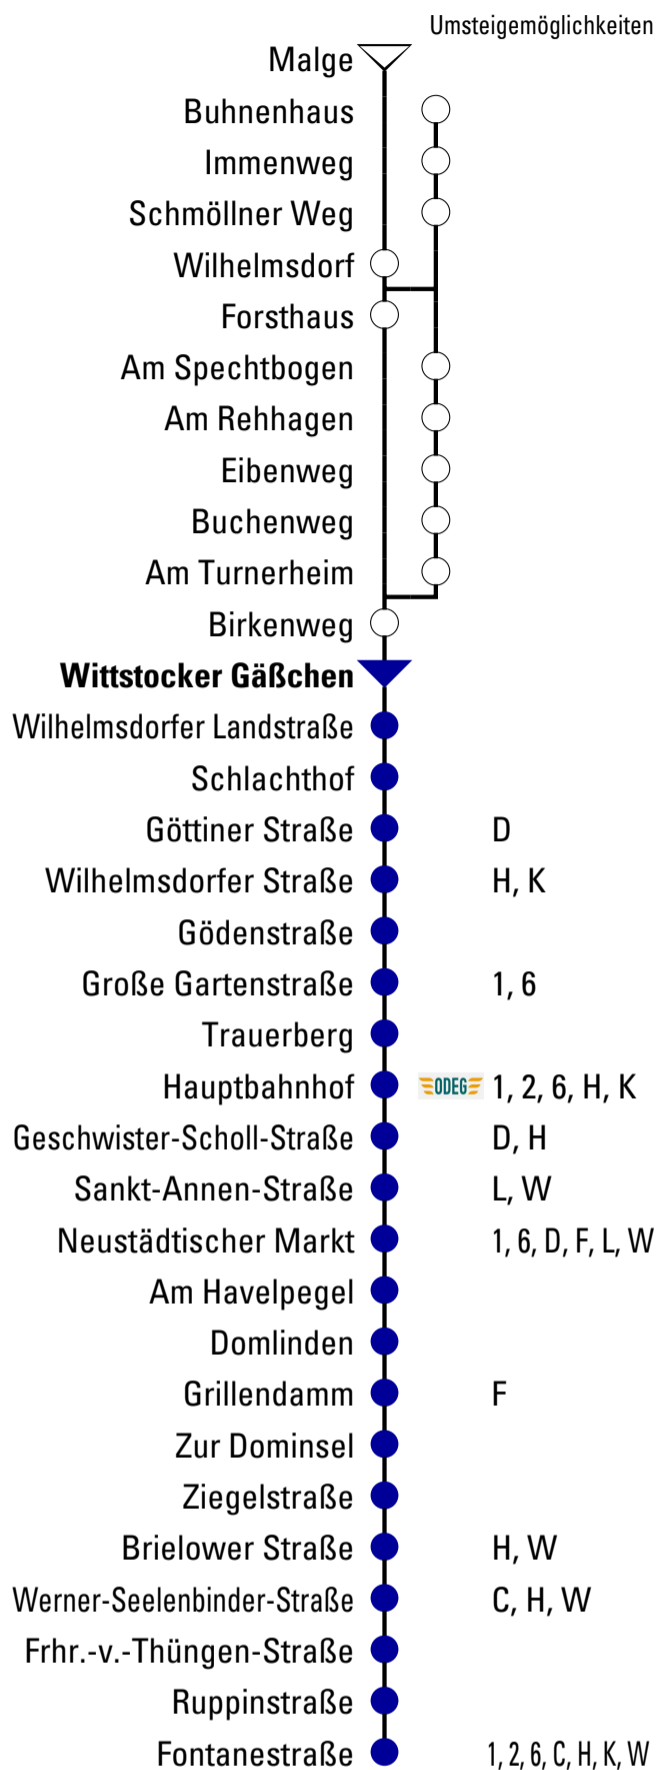 Umsteigemöglichkeiten
Malge
Buhnenhaus
Immenweg
Schmöllner Weg
Wilhelmsdorf
Forsthaus
Am Spechtbogen
Am Rehhagen
Eibenweg
Buchenweg
Am Turnerheim
Birkenweg
Wittstocker Gäßchen
Wilhelmsdorfer Landstraße
Schlachthof
Göttiner Straße D
Wilhelmsdorfer Straße H, K
Gödenstraße
Große Gartenstraße 1, 6
Trauerberg
Hauptbahnhof ODEG 1, 2, 6, H, K
Geschwister-Scholl-Straße D, H
Sankt-Annen-Straße L, W
Neustädtischer Markt 1, 6, D, F, L, W
Am Havelpegel
Domlinden
Grillendamm F
Zur Dominsel
Ziegelstraße
Brielower Straße H, W
Werner-Seelenbinder-Straße C, H, W
Frhr.-v.-Thüngen-Straße
Ruppinstraße
Fontanestraße 1, 2, 6, C, H, K, W